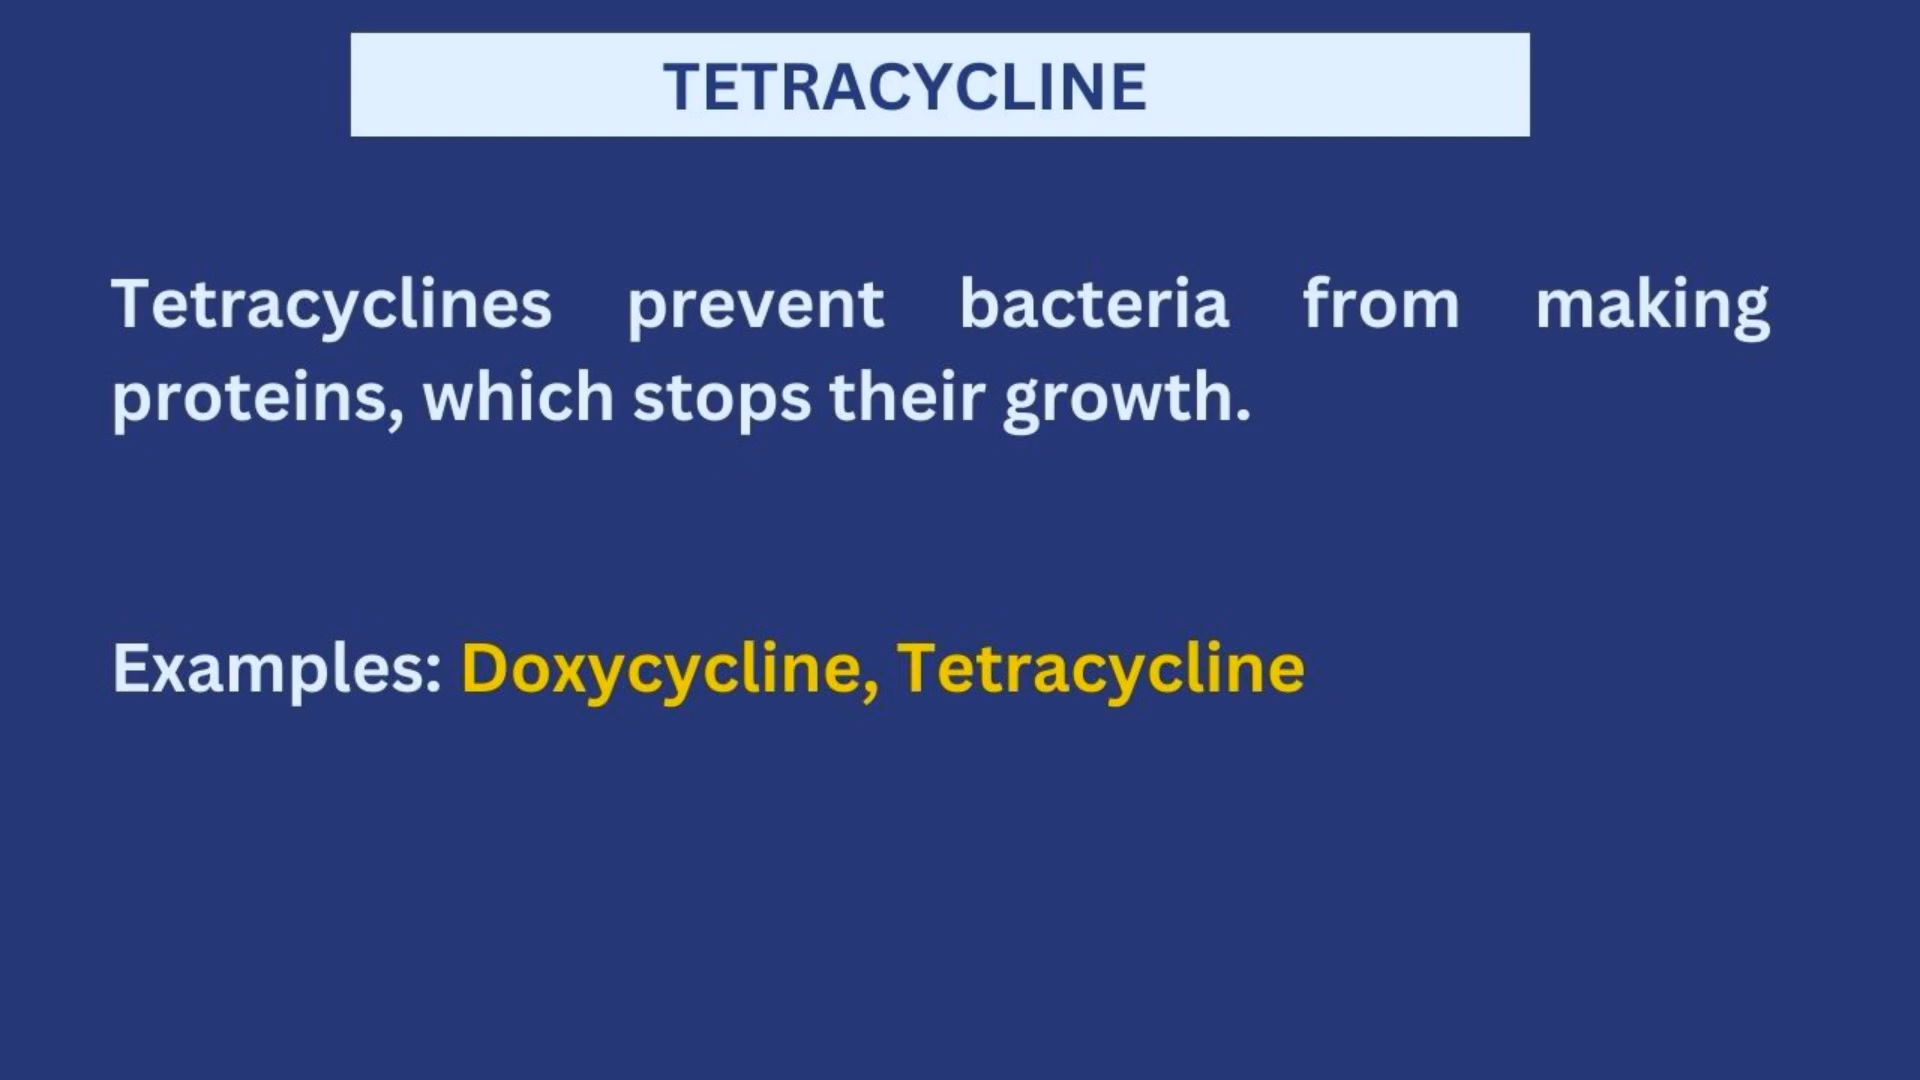 TETRACYCLINE
Tetracyclines prevent bacteria from making
proteins, which stops their growth.
Examples: Doxycycline, Tetracycline